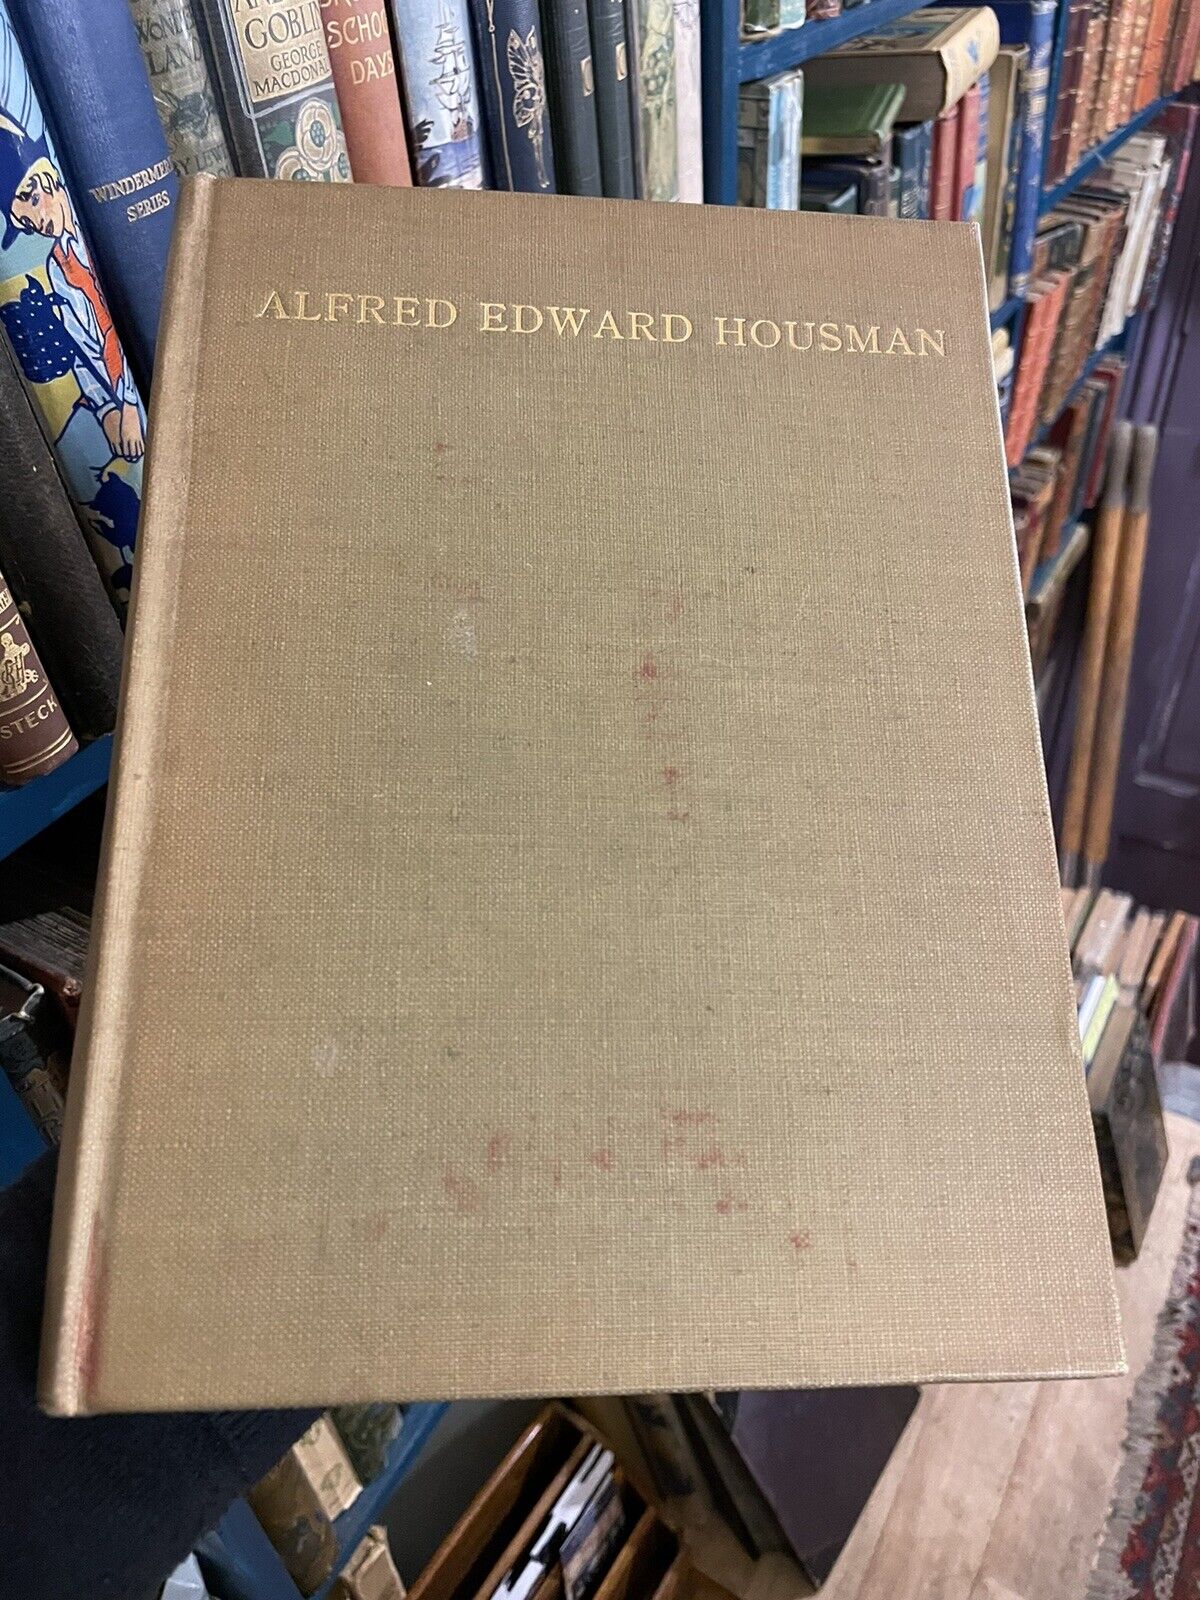 ALFRED EDWARD HOUSMAN
WINDERMERE
SERIES
GOBLIN
GEORGE
MACDONALD
SCHOOL
DAYS
STECK